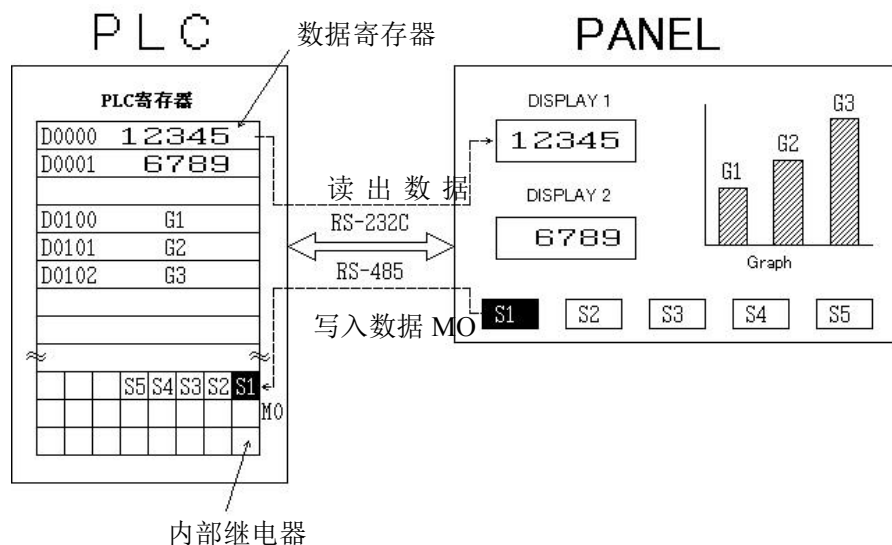 PLC
数据寄存器
PANEL
PLC寄存器
D0000 12345
D0001 6789
D0100 G1
D0101 G2
D0102 G3
S5 S4 S3 S2 S1
M0
内部继电器
读出数据
RS-232C
RS-485
写入数据 MO
DISPLAY 1
12345
DISPLAY 2
6789
G1
G2
G3
Graph
S1 S2 S3 S4 S5